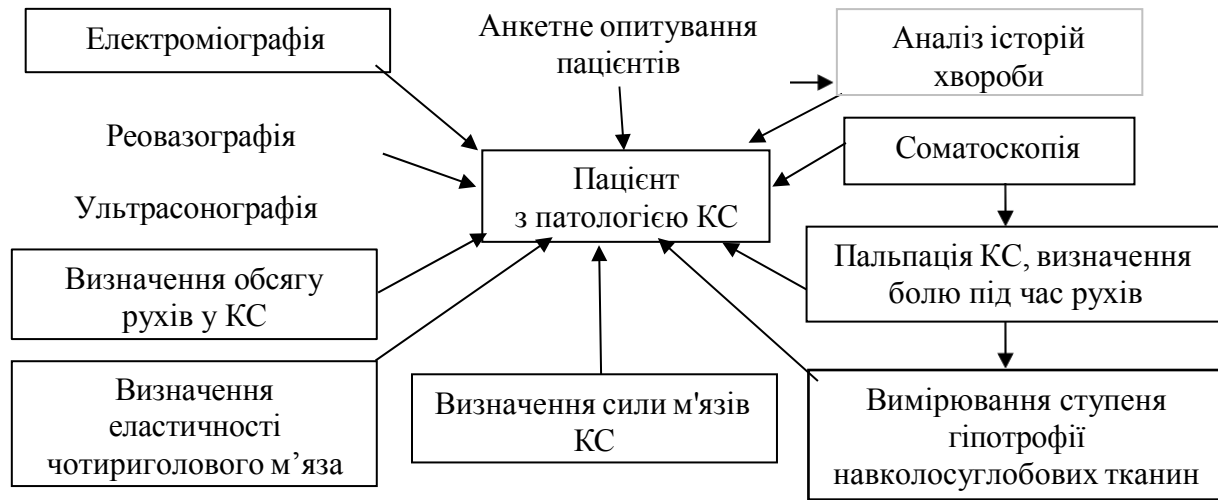 Електроміографія
Анкетне опитування
пацієнтів
Аналіз історій
хвороби
Реовазографія
Соматоскопія
Пацієнт
з патологією КС
Ультрасонографія
Визначення обсягу
рухів у КС
Пальпація КС, визначення
болю під час рухів
Визначення
еластичності
чотириголового м’яза
Визначення сили м'язів
КС
Вимірювання ступеня
гіпотрофії
навколосуглобових тканин